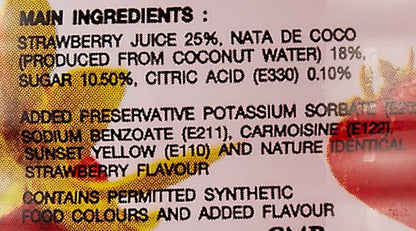 MAIN INGREDIENTS :
STRAWBERRY JUICE 25%, NATA DE COCO
(PRODUCED FROM COCONUT WATER) 18%,
SUGAR 10.50%, CITRIC ACID (E330) 0.10%
ADDED PRESERVATIVE POTASSIUM SORBATE
SODIUM BENZOATE (E211), CARMOISINE (E122),
SUNSET YELLOW (E110) AND NATURE IDENTICAL
STRAWBERRY FLAVOUR
CONTAINS PERMITTED SYNTHETIC
FOOD COLOURS AND ADDED FLAVOUR